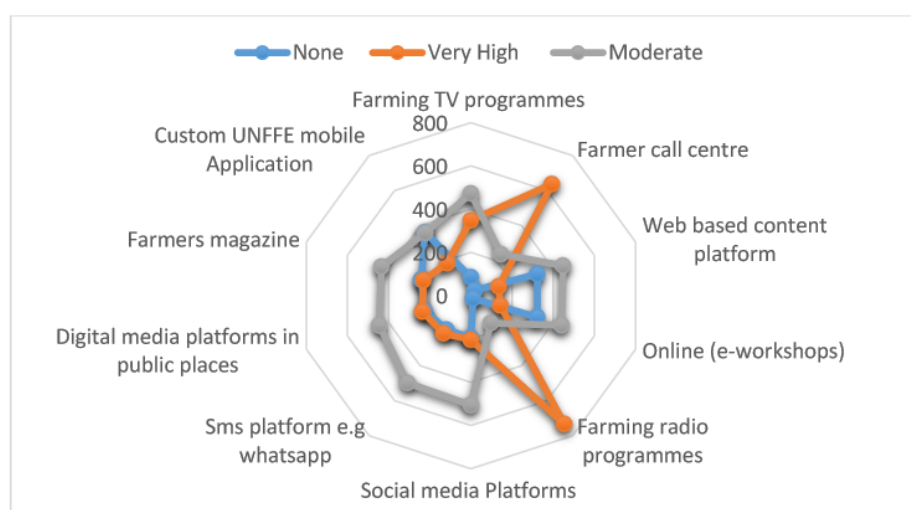 None Very High Moderate
Farming TV programmes
800
Custom UNFFE mobile
Application
Farmer call centre
600
400
Farmers magazine
Web based content
platform
200
0
Digital media platforms in
public places
Online (e-workshops)
Sms platform e.g
whatsapp
Farming radio
programmes
Social media Platforms